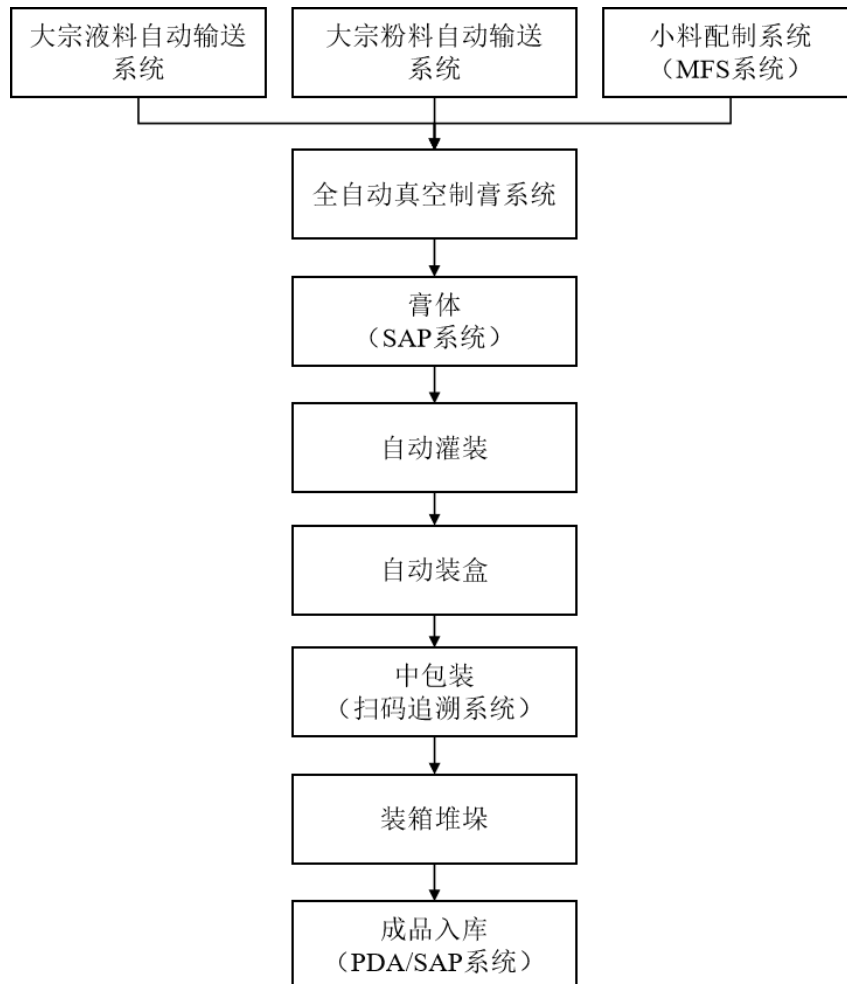 大宗液料自动输送
系统
大宗粉料自动输送
系统
小料配制系统
（MFS系统）
全自动真空制膏系统
膏体
（SAP系统）
自动灌装
自动装盒
中包装
（扫码追溯系统）
装箱堆垛
成品入库
（PDA/SAP系统）